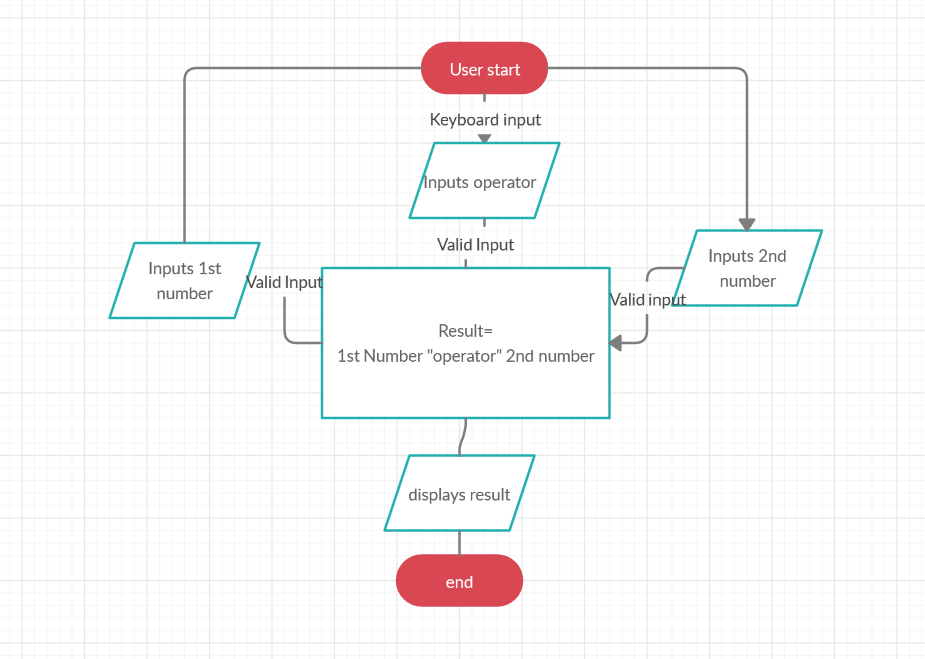 User start
Keyboard input
Inputs operator
Valid Input
Inputs 1st
number
Valid Input
Inputs 2nd
number
Valid input
Result=
1st Number "operator" 2nd number
displays result
end